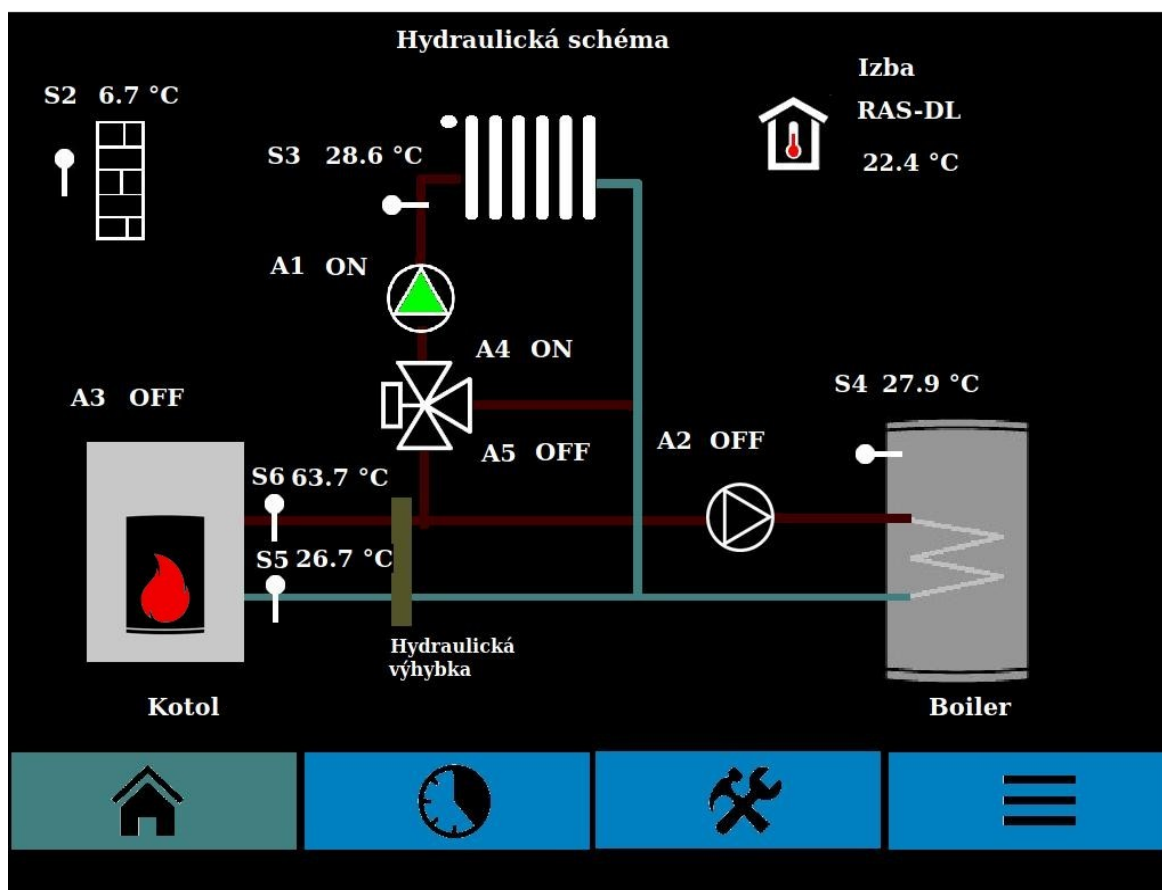 Hydraulická schéma
Izba
RAS-DL
22.4 °C
S2 6.7 °C
S3 28.6 °C
A1 ON
A4 ON
A3 OFF
S4 27.9 °C
A5 OFF
A2 OFF
S6 63.7 °C
S5 26.7 °C
Hydraulická
výhybka
Kotol
Boiler